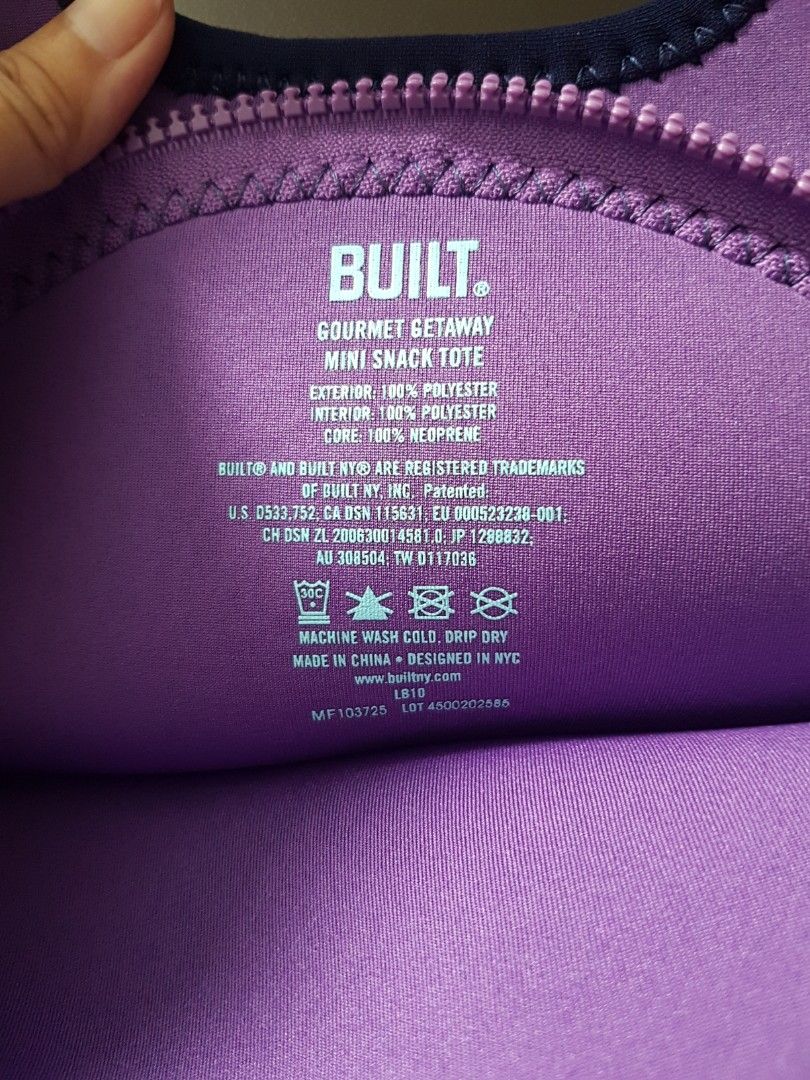 BUILT®
GOURMET GETAWAY
MINI SNACK TOTE
EXTERIOR: 100% POLYESTER
INTERIOR: 100% POLYESTER
CORE: 100% NEOPRENE
BUILT® AND BUILT NY® ARE REGISTERED TRADEMARKS
OF BUILT NY, INC. Patented:
U.S. D533,752; CA DSN 115631; EU 000523238-001;
CH DSN ZL 200630014581.0; JP 1288832;
AU 308504; TW D117036
30C
MACHINE WASH COLD. DRIP DRY
MADE IN CHINA • DESIGNED IN NYC
www.builtny.com
LB10
MF103725 LOT 4500202585